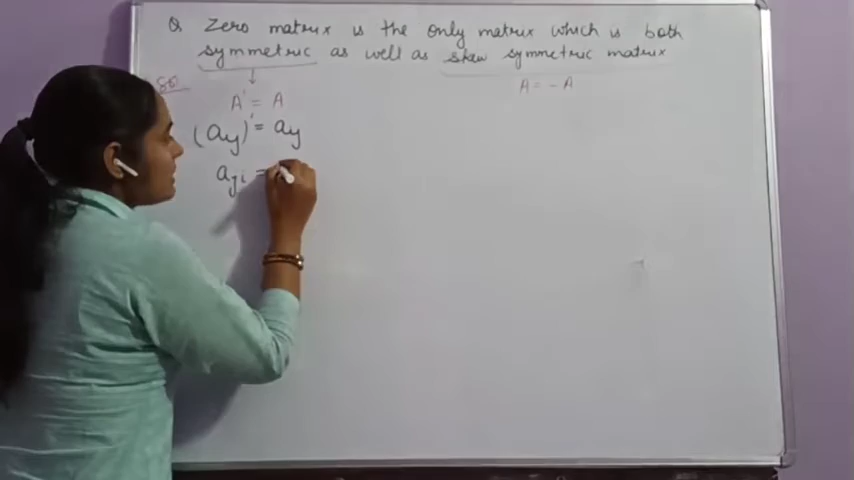 Q Zero matrix is the only matrix which is both
symmetric as well as skew symmetric matrix
Sol
A' = A
A = - A
(aij)' = aij
aji =